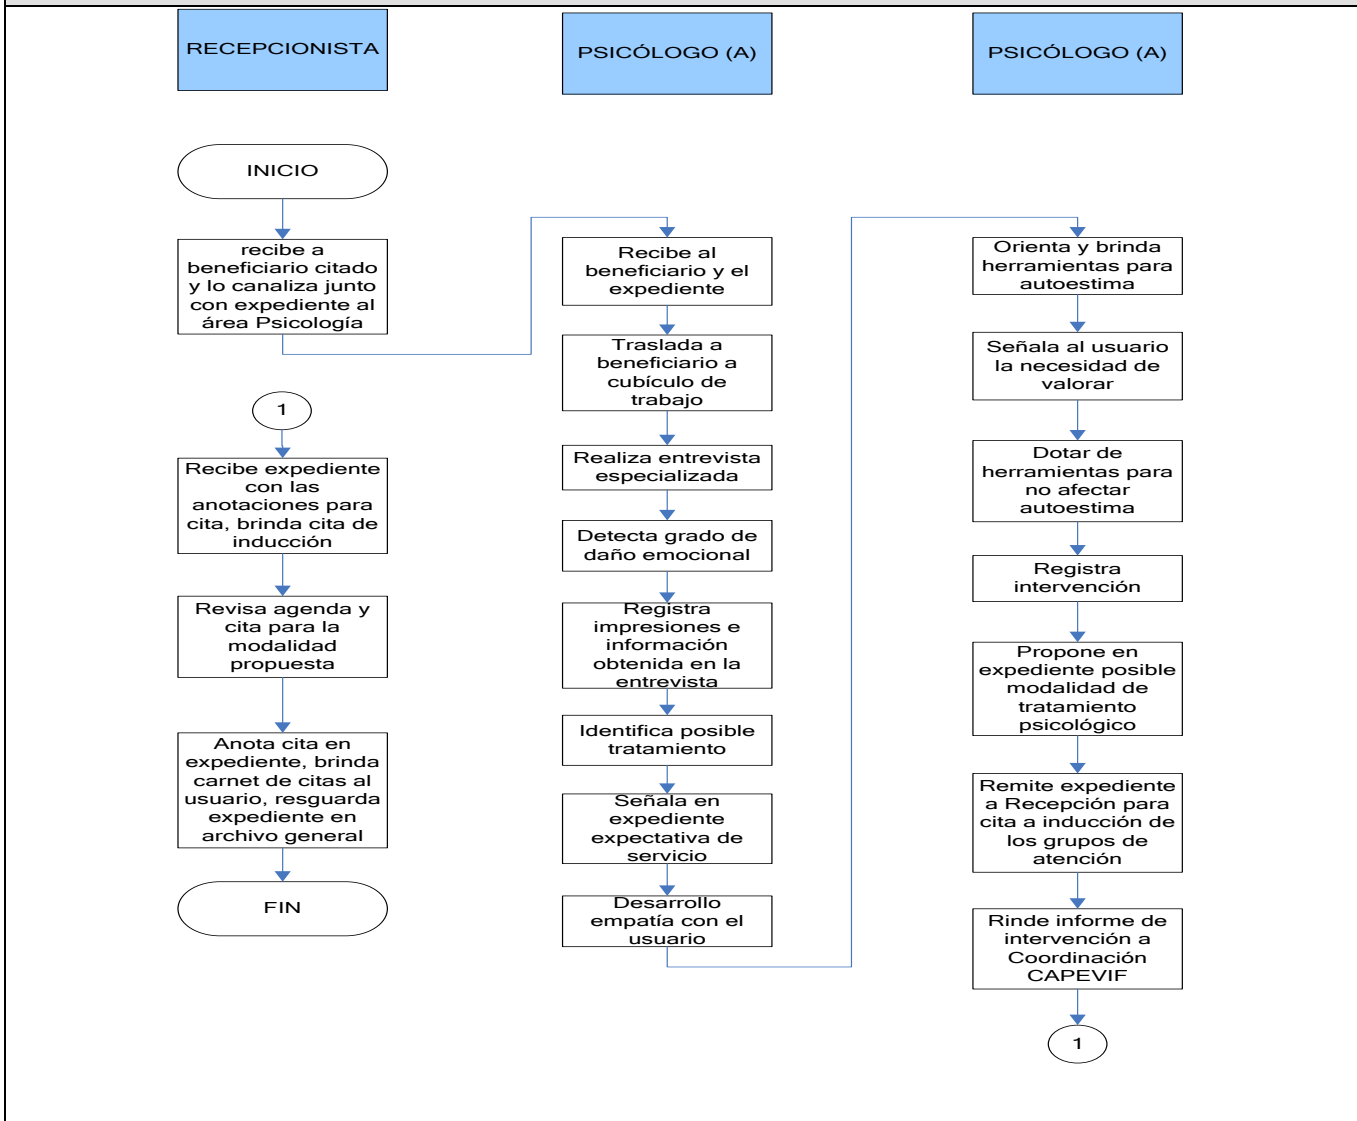 RECEPCIONISTA
PSICÓLOGO (A)
PSICÓLOGO (A)
INICIO
recibe a
beneficiario citado
y lo canaliza junto
con expediente al
área Psicología
1
Recibe expediente
con las
anotaciones para
cita, brinda cita de
inducción
Revisa agenda y
cita para la
modalidad
propuesta
Anota cita en
expediente, brinda
carnet de citas al
usuario, resguarda
expediente en
archivo general
FIN
Recibe al
beneficiario y el
expediente
Traslada a
beneficiario a
cubículo de
trabajo
Realiza entrevista
especializada
Detecta grado de
daño emocional
Registra
impresiones e
información
obtenida en la
entrevista
Identifica posible
tratamiento
Señala en
expediente
expectativa de
servicio
Desarrollo
empatía con el
usuario
Orienta y brinda
herramientas para
autoestima
Señala al usuario
la necesidad de
valorar
Dotar de
herramientas para
no afectar
autoestima
Registra
intervención
Propone en
expediente posible
modalidad de
tratamiento
psicológico
Remite expediente
a Recepción para
cita a inducción de
los grupos de
atención
Rinde informe de
intervención a
Coordinación
CAPEVIF
1